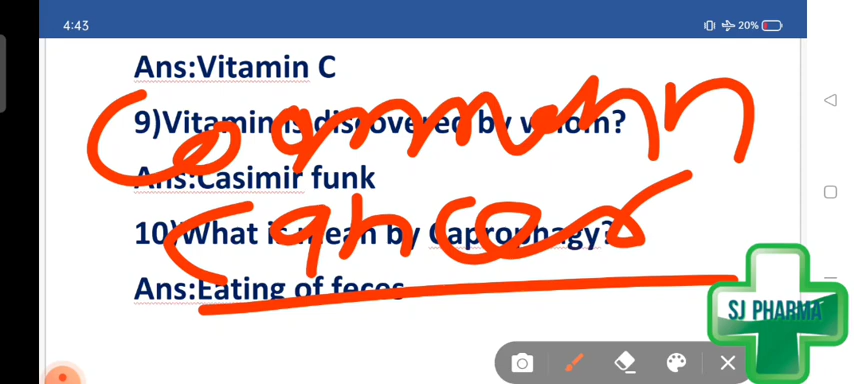 4:43
20%
Ans:Vitamin C
9)Vitamin is discovered by whom?
Ans:Casimir funk
10)What is mean by Caprophagy?
Ans:Eating of feces
cancer
SJ PHARMA